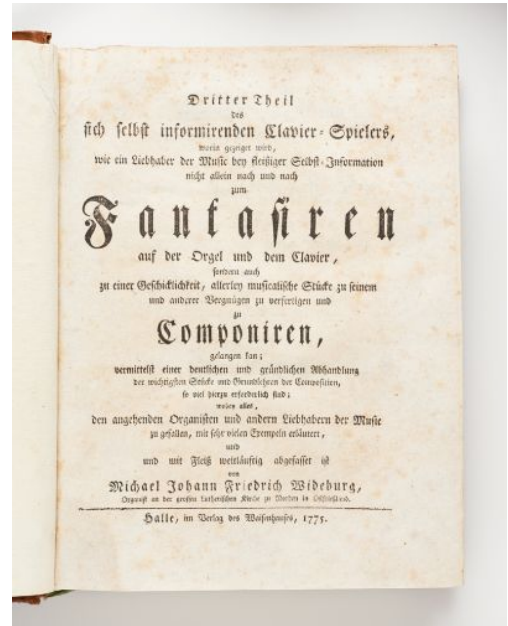 Dritter Theil
des
sich selbst informirenden Clavier-Spielers,
worin gezeiget wird,
wie ein Liebhaber der Music bey fleißiger Selbst-Information
nicht allein nach und nach
zum
Fantasiren
auf der Orgel und dem Clavier,
sondern auch
zu einer Geschicklichkeit, allerley musicalische Stücke zu seinem
und anderer Vergnügen zu verfertigen und
zu
Componiren,
gelangen kan;
vermittelst einer deutlichen und gründlichen Abhandlung
der wichtigsten Stücke und Grundlehren der Composition,
so viel hierzu erforderlich sind;
wobey alles,
den angehenden Organisten und andern Liebhabern der Music
zu gefallen, mit sehr vielen Exempeln erläutert,
und
und mit Fleiß weitläuftig abgefasset ist
von
Michael Johann Friedrich Wideburg,
Organist an der grossen Lutherischen Kirche zu Norden in Ostfriesland.
Halle, im Verlag des Waisenhauses, 1775.